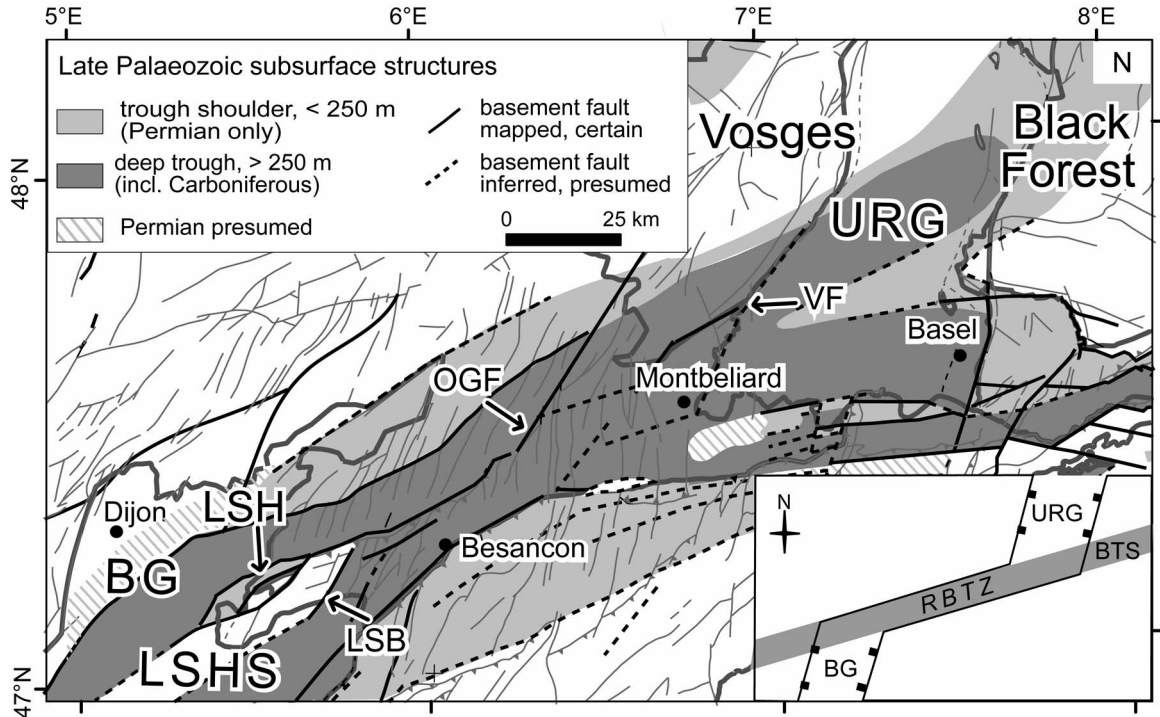 5°E 6°E 7°E 8°E
Late Palaeozoic subsurface structures
trough shoulder, < 250 m
(Permian only)
deep trough, > 250 m
(incl. Carboniferous)
Permian presumed
basement fault
mapped, certain
basement fault
inferred, presumed
0 25 km
N
Vosges
Black
Forest
48°N
URG
VF
Basel
OGF
Montbeliard
LSH
Dijon
Besancon
BG
LSB
LSHS
47°N
N
URG
BTS
RBTZ
BG